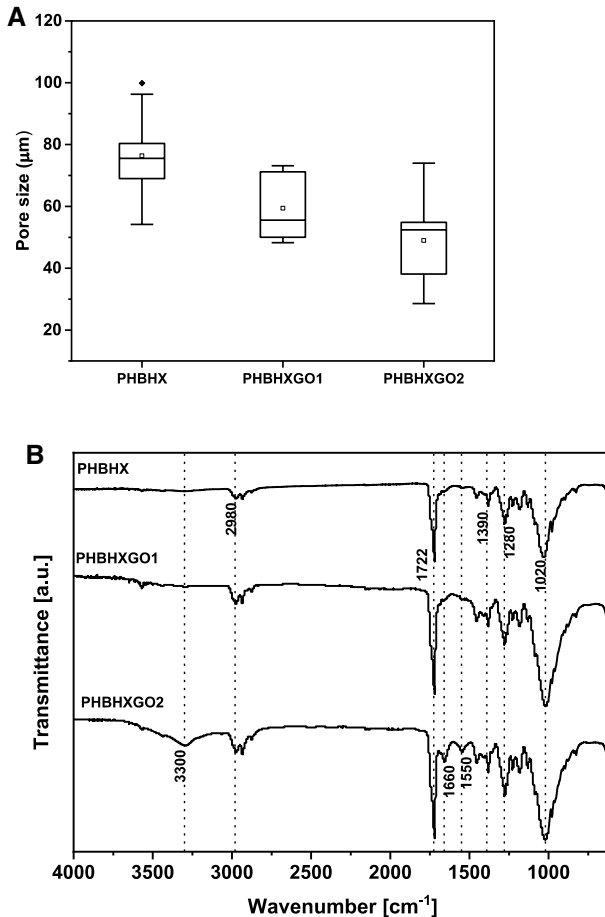 A
120
100
80
60
40
20
Pore size (μm)
PHBHX PHBHXGO1 PHBHXGO2
B
PHBHX
2980
1722
1390
1280
1020
PHBHXGO1
PHBHXGO2
3300
1660
1550
Transmittance [a.u.]
4000 3500 3000 2500 2000 1500 1000
Wavenumber [cm⁻¹]